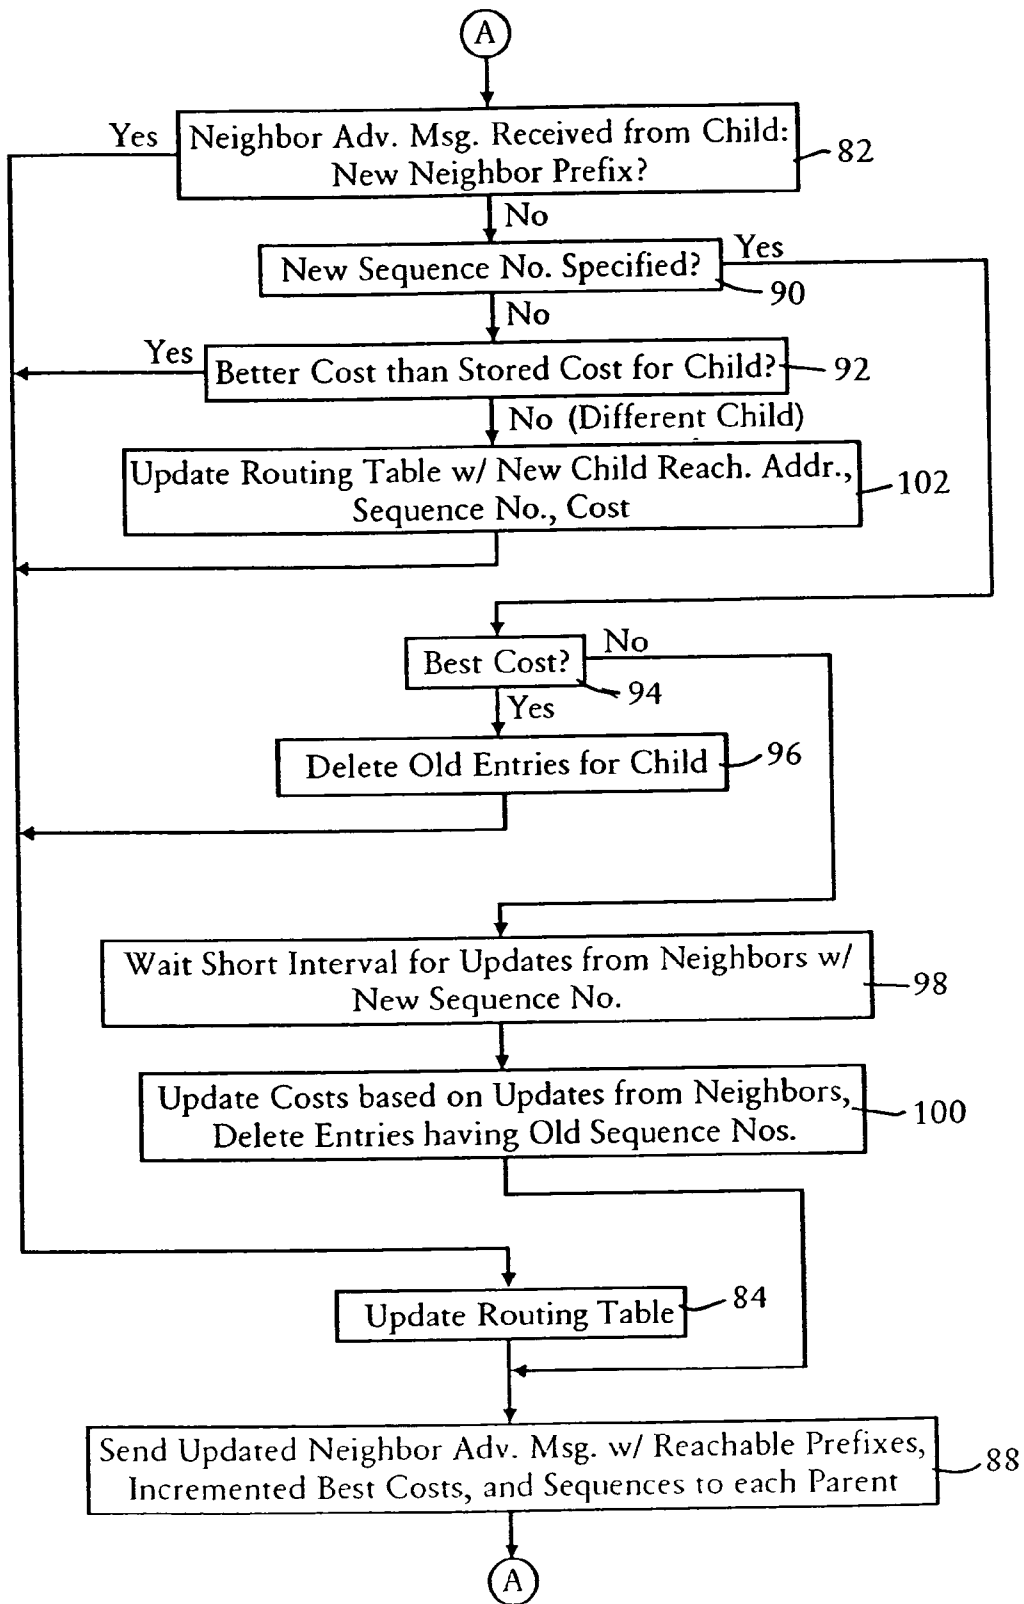 A
Yes
Neighbor Adv. Msg. Received from Child:
New Neighbor Prefix?
82
No
New Sequence No. Specified?
Yes
90
No
Yes
Better Cost than Stored Cost for Child?
92
No (Different Child)
Update Routing Table w/ New Child Reach. Addr.,
Sequence No., Cost
102
Best Cost?
No
94
Yes
Delete Old Entries for Child
96
Wait Short Interval for Updates from Neighbors w/
New Sequence No.
98
Update Costs based on Updates from Neighbors,
Delete Entries having Old Sequence Nos.
100
Update Routing Table
84
Send Updated Neighbor Adv. Msg. w/ Reachable Prefixes,
Incremented Best Costs, and Sequences to each Parent
88
A